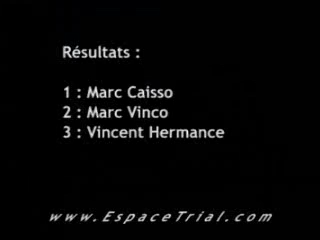 Résultats :
1 : Marc Caisso
2 : Marc Vinco
3 : Vincent Hermance
www.EspaceTrial.com